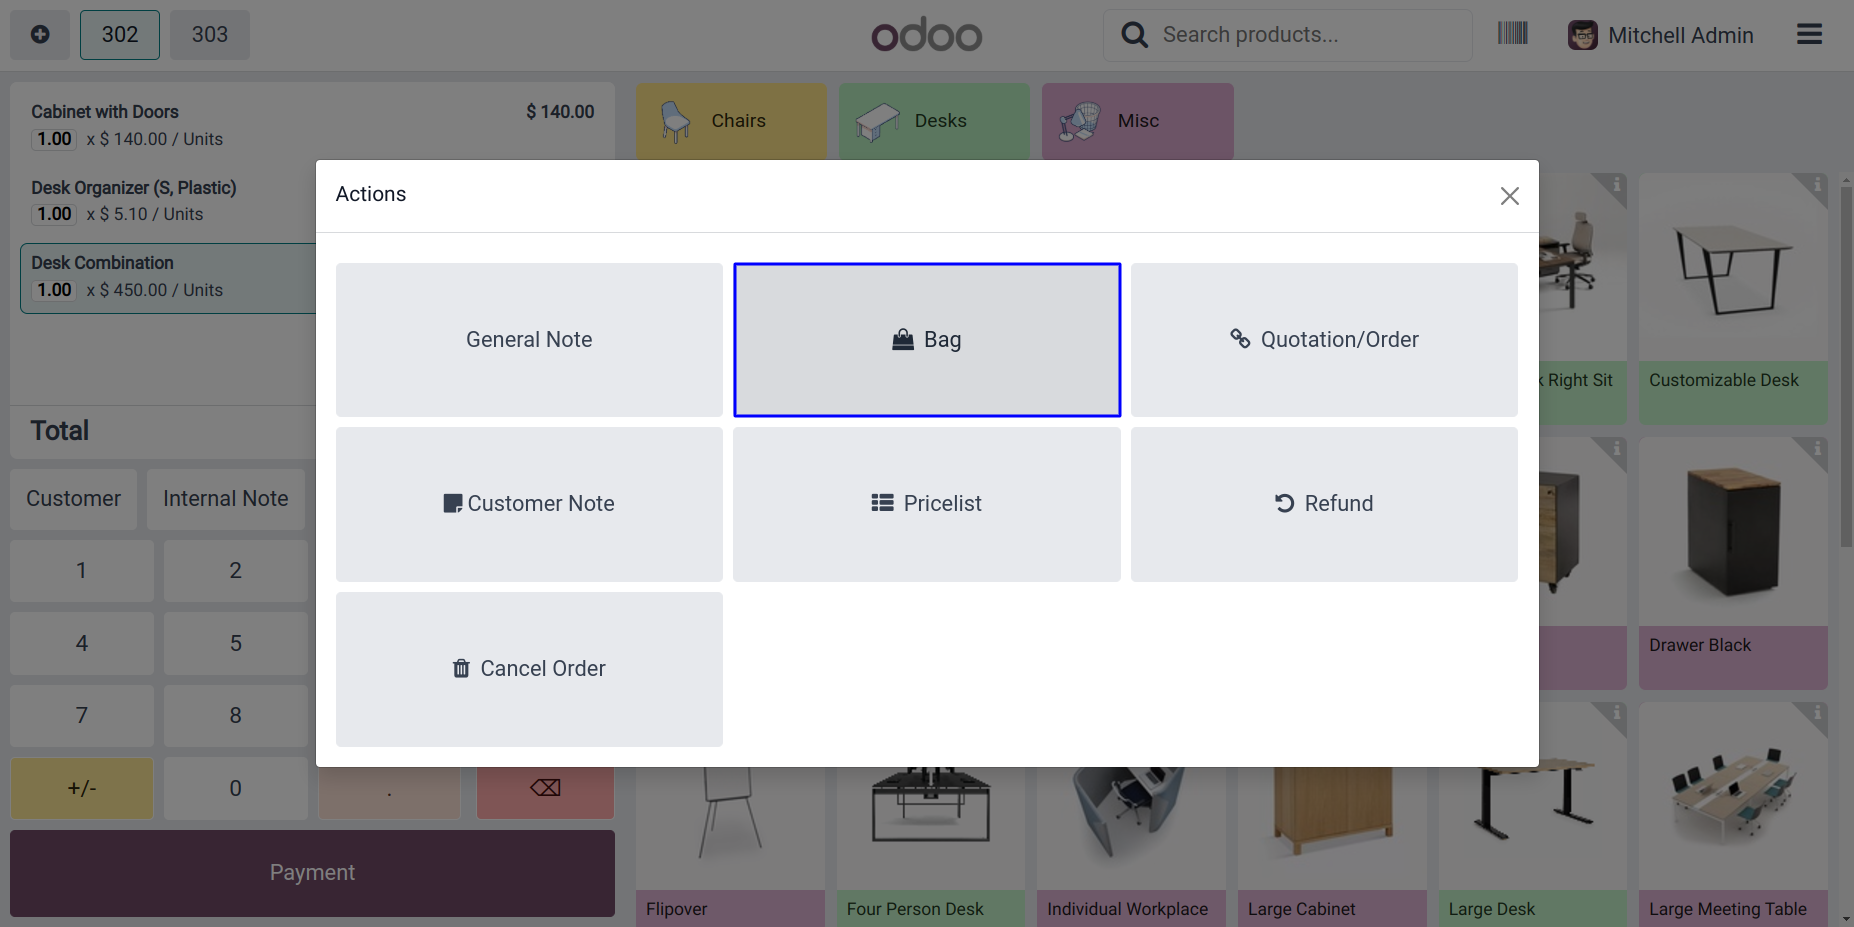 302
303
odoo
Search products...
Mitchell Admin
Cabinet with Doors
$ 140.00
1.00 x $ 140.00 / Units
Desk Organizer (S, Plastic)
1.00 x $ 5.10 / Units
Desk Combination
1.00 x $ 450.00 / Units
Total
Customer
Internal Note
1
2
4
5
7
8
+/-
0
.
Payment
Chairs
Desks
Misc
Actions
General Note
Bag
Quotation/Order
Customer Note
Pricelist
Refund
Cancel Order
Right Sit
Customizable Desk
Drawer Black
Flipover
Four Person Desk
Individual Workplace
Large Cabinet
Large Desk
Large Meeting Table